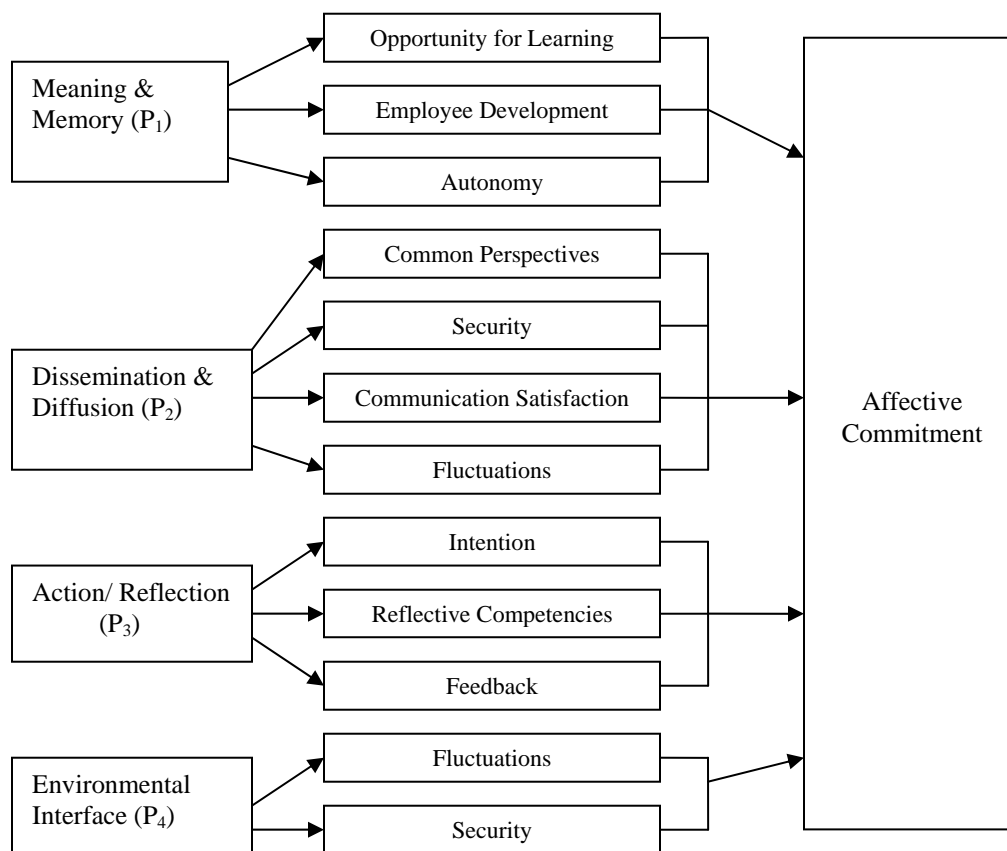 Meaning &
Memory (P₁)
Opportunity for Learning
Employee Development
Autonomy
Dissemination &
Diffusion (P₂)
Common Perspectives
Security
Communication Satisfaction
Fluctuations
Action/ Reflection
(P₃)
Intention
Reflective Competencies
Feedback
Environmental
Interface (P₄)
Fluctuations
Security
Affective
Commitment